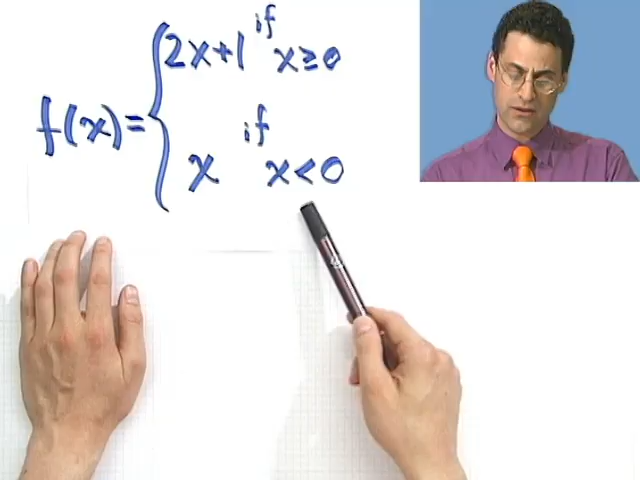 f(x) = { 2x+1 if x ≥ 0
x if x < 0